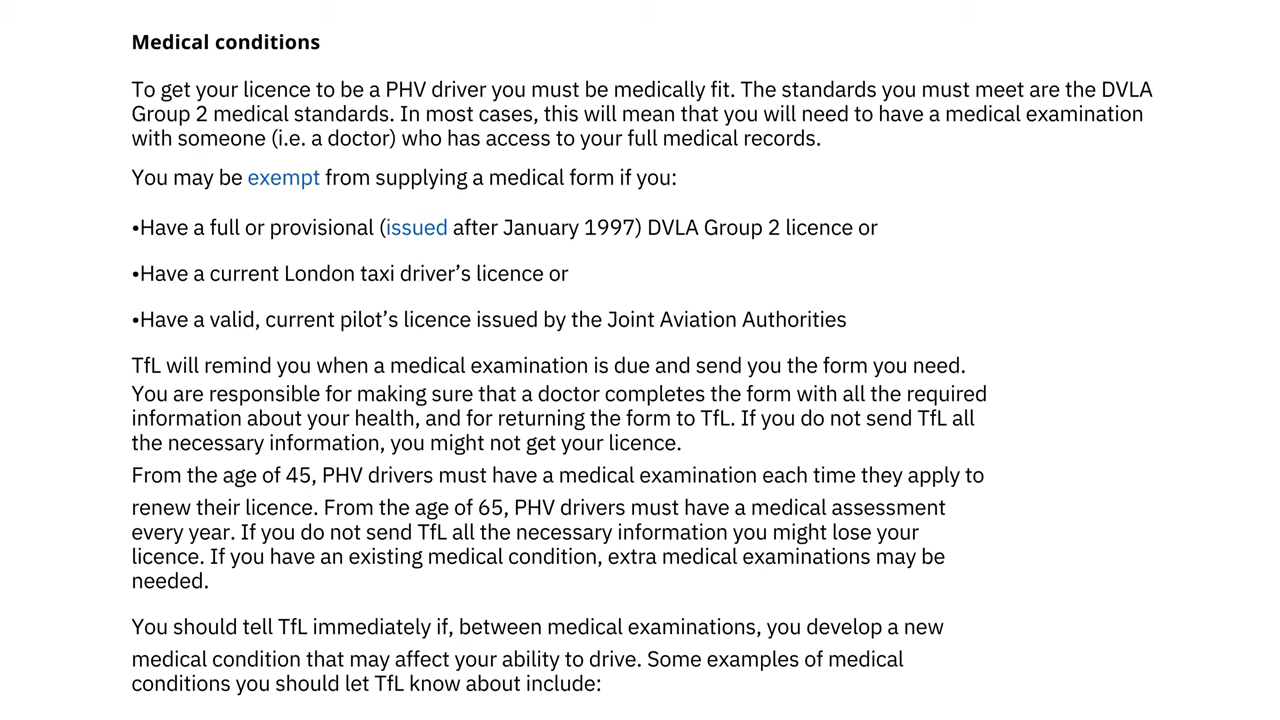 Medical conditions
To get your licence to be a PHV driver you must be medically fit. The standards you must meet are the DVLA
Group 2 medical standards. In most cases, this will mean that you will need to have a medical examination
with someone (i.e. a doctor) who has access to your full medical records.
You may be exempt from supplying a medical form if you:
•Have a full or provisional (issued after January 1997) DVLA Group 2 licence or
•Have a current London taxi driver’s licence or
•Have a valid, current pilot’s licence issued by the Joint Aviation Authorities
TfL will remind you when a medical examination is due and send you the form you need.
You are responsible for making sure that a doctor completes the form with all the required
information about your health, and for returning the form to TfL. If you do not send TfL all
the necessary information, you might not get your licence.
From the age of 45, PHV drivers must have a medical examination each time they apply to
renew their licence. From the age of 65, PHV drivers must have a medical assessment
every year. If you do not send TfL all the necessary information you might lose your
licence. If you have an existing medical condition, extra medical examinations may be
needed.
You should tell TfL immediately if, between medical examinations, you develop a new
medical condition that may affect your ability to drive. Some examples of medical
conditions you should let TfL know about include: